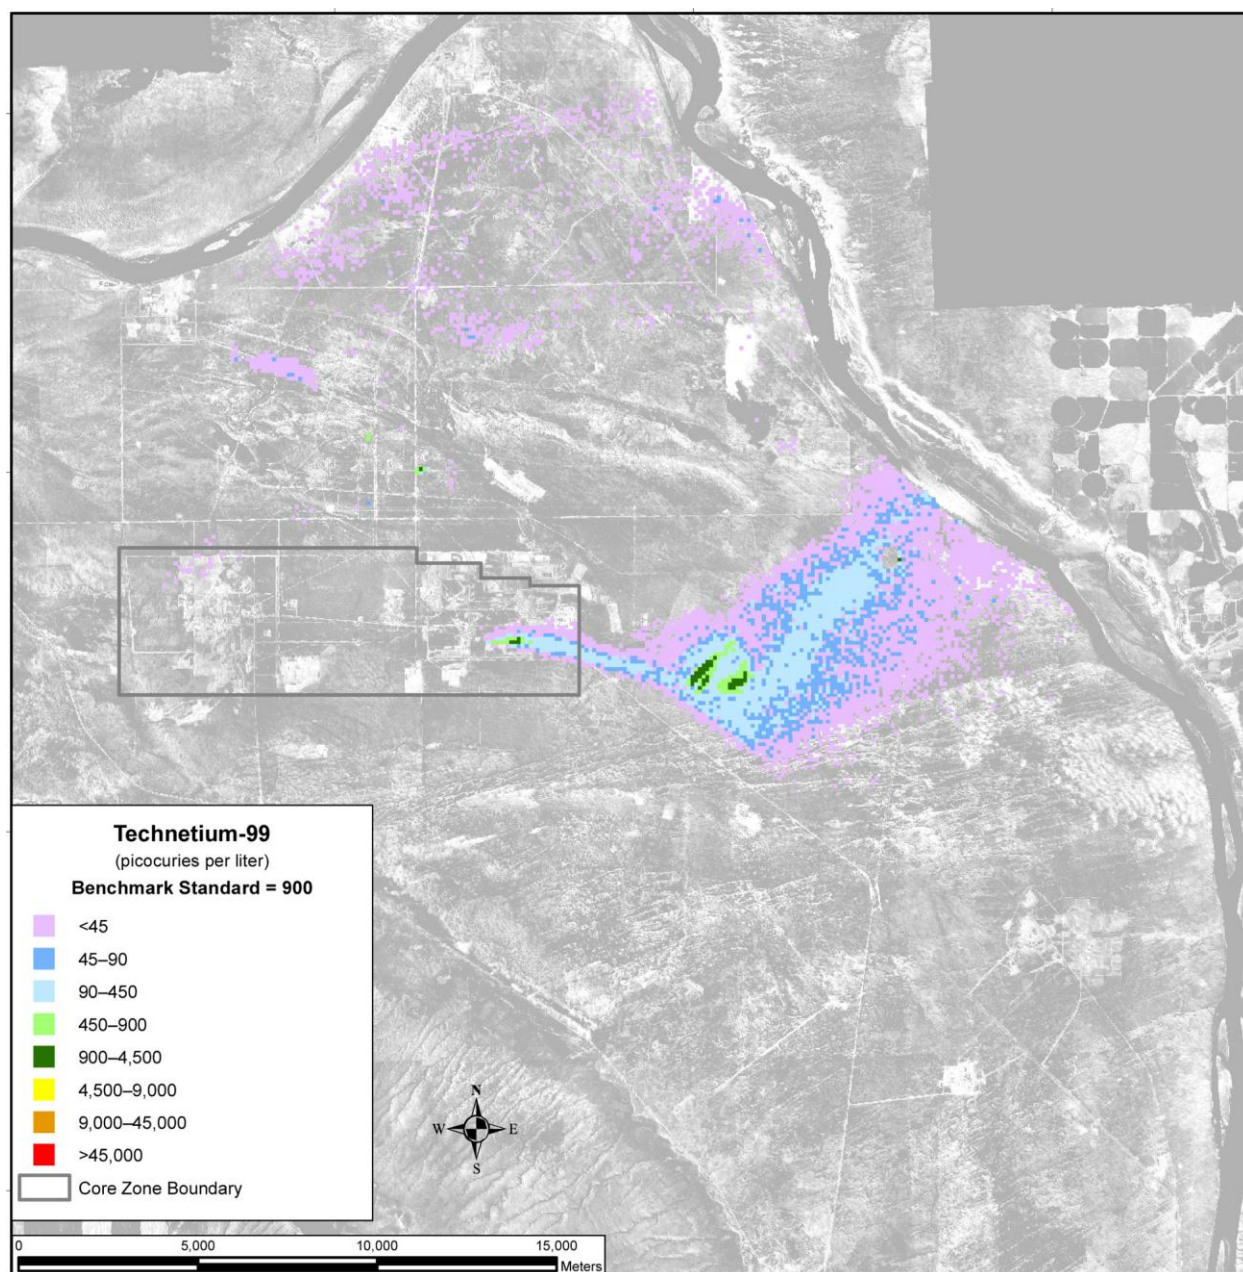 Technetium-99
(picocuries per liter)
Benchmark Standard = 900
<45
45–90
90–450
450–900
900–4,500
4,500–9,000
9,000–45,000
>45,000
Core Zone Boundary
N
W E
S
0 5,000 10,000 15,000
Meters